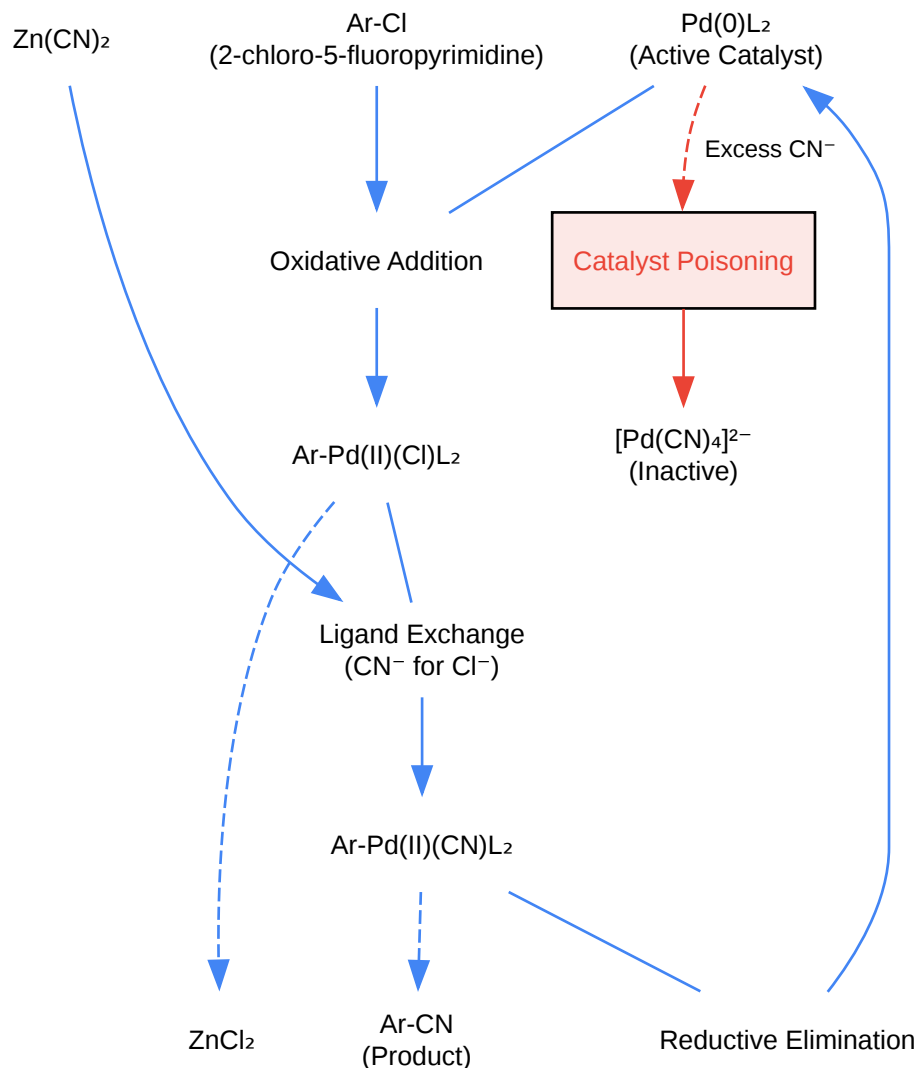 Zn(CN)₂
Ar-Cl
(2-chloro-5-fluoropyrimidine)
Pd(0)L₂
(Active Catalyst)
Excess CN⁻
Oxidative Addition
Catalyst Poisoning
Ar-Pd(II)(Cl)L₂
[Pd(CN)₄]²⁻
(Inactive)
Ligand Exchange
(CN⁻ for Cl⁻)
Ar-Pd(II)(CN)L₂
ZnCl₂
Ar-CN
(Product)
Reductive Elimination